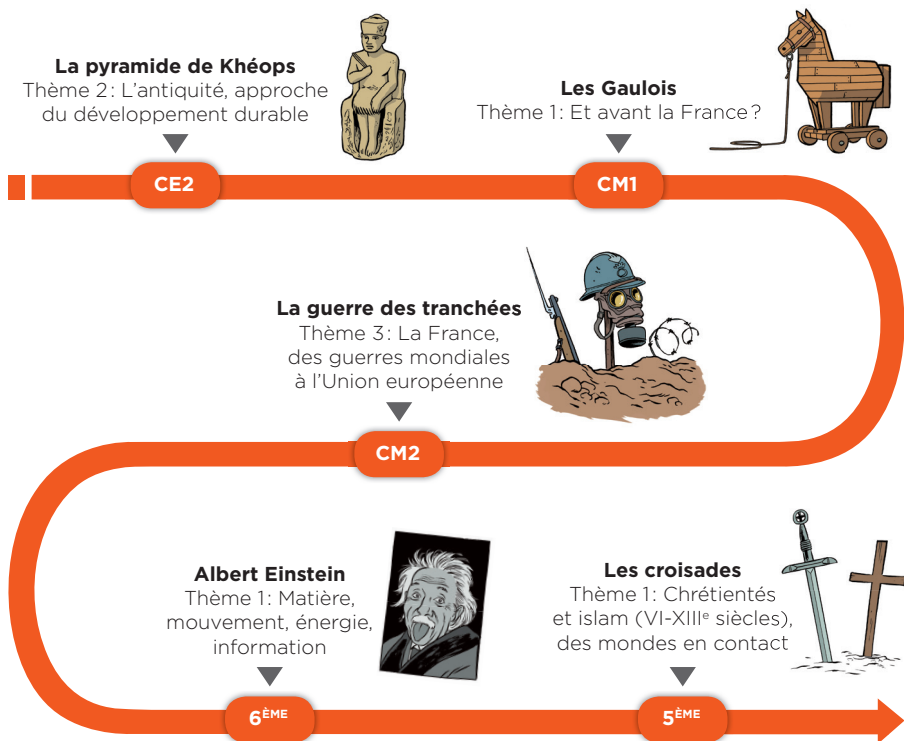 La pyramide de Khéops
Thème 2: L'antiquité, approche
du développement durable
CE2
Les Gaulois
Thème 1: Et avant la France ?
CM1
La guerre des tranchées
Thème 3: La France,
des guerres mondiales
à l'Union européenne
CM2
Albert Einstein
Thème 1: Matière,
mouvement, énergie,
information
6ÈME
Les croisades
Thème 1: Chrétientés
et islam (VI-XIIIe siècles),
des mondes en contact
5ÈME